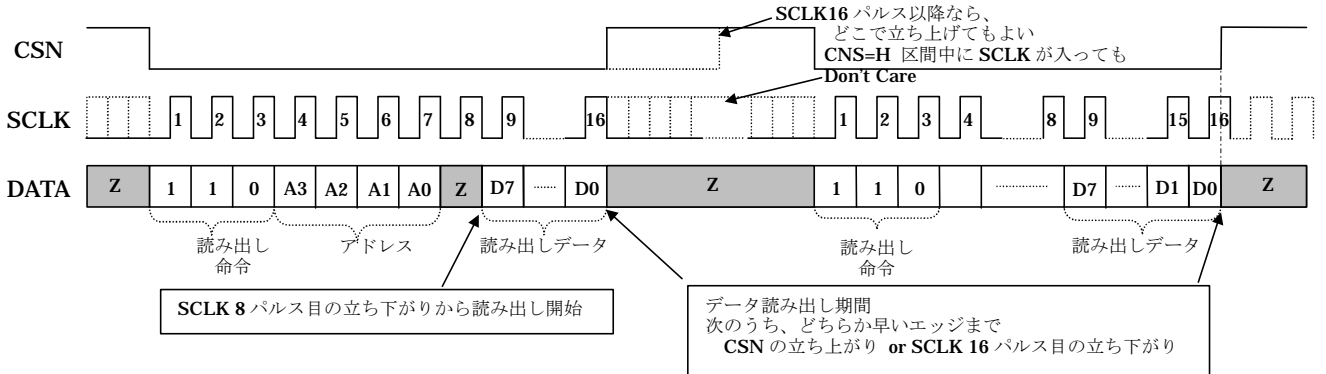 SCLK16 パルス以降なら、
どこで立ち上げてもよい
CNS=H 区間中に SCLK が入っても
Don't Care
CSN
SCLK
1 2 3 4 5 6 7 8 9 16 1 2 3 4 8 9 15 16
DATA
Z 1 1 0 A3 A2 A1 A0 Z D7 ...... D0 Z 1 1 0 .............. D7 ...... D1 D0 Z
読み出し
命令
アドレス
読み出しデータ
読み出し
命令
読み出しデータ
SCLK 8 パルス目の立ち下がりから読み出し開始
データ読み出し期間
次のうち、どちらか早いエッジまで
CSN の立ち上がり or SCLK 16 パルス目の立ち下がり